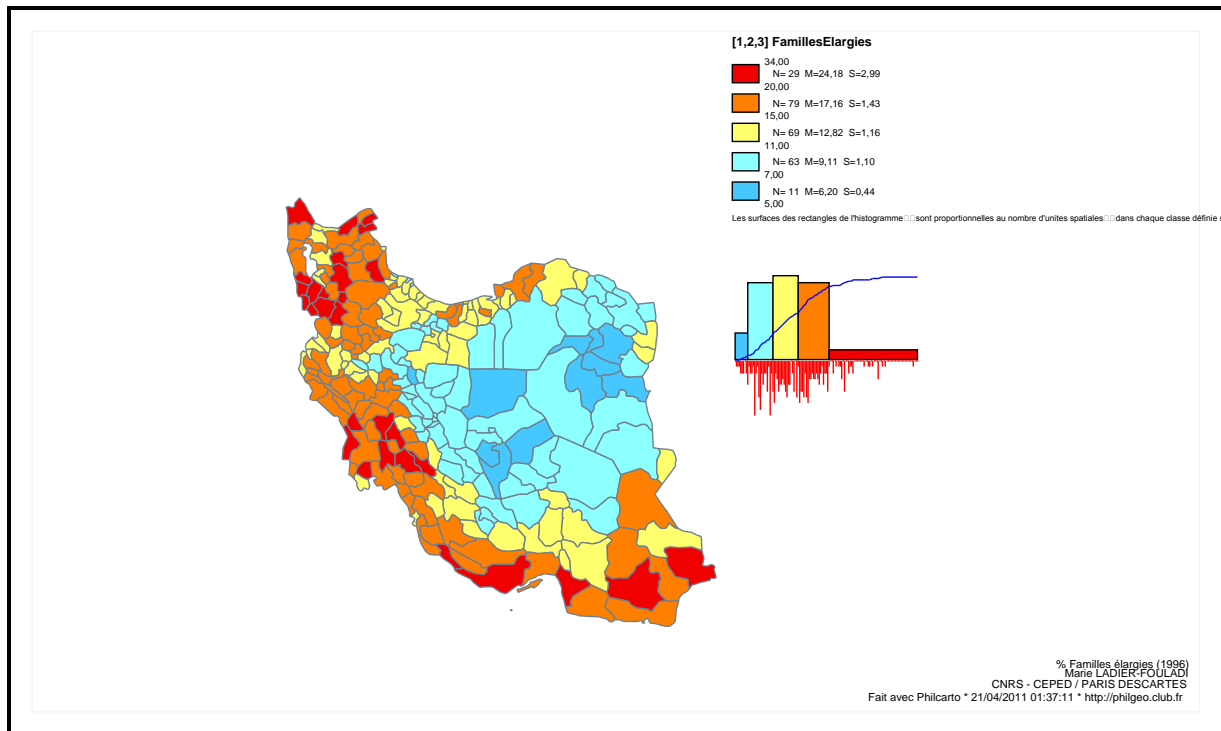 [1,2,3] FamillesElargies
34,00
N= 29 M=24,18 S=2,99
20,00
N= 79 M=17,16 S=1,43
15,00
N= 69 M=12,82 S=1,16
11,00
N= 63 M=9,11 S=1,10
7,00
N= 11 M=6,20 S=0,44
5,00
Les surfaces des rectangles de l'histogramme□□sont proportionnelles au nombre d'unites spatiales□□dans chaque classe définie s
% Familles élargies (1996)
Marie LADIER-FOULADI
CNRS - CEPED / PARIS DESCARTES
Fait avec Philcarto * 21/04/2011 01:37:11 * http://philgeo.club.fr